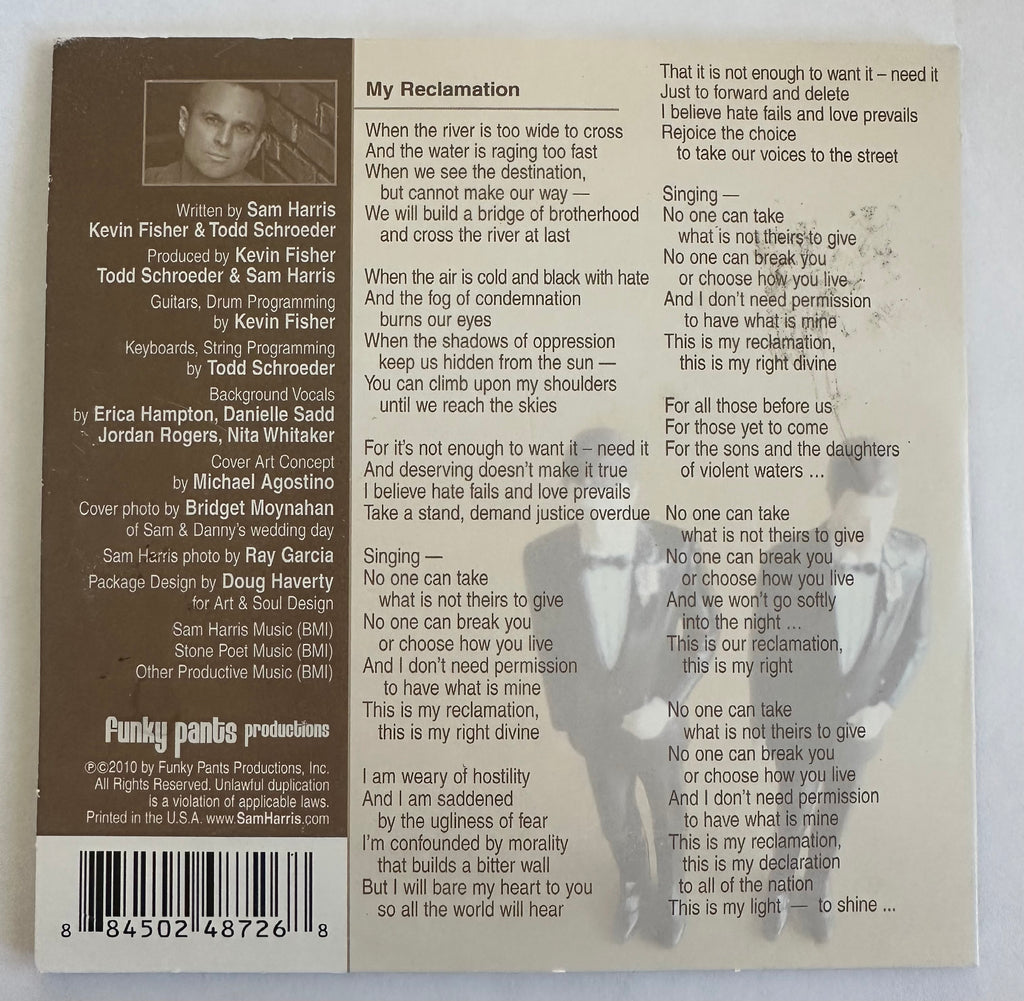 Written by Sam Harris
Kevin Fisher & Todd Schroeder
Produced by Kevin Fisher
Todd Schroeder & Sam Harris
Guitars, Drum Programming
by Kevin Fisher
Keyboards, String Programming
by Todd Schroeder
Background Vocals
by Erica Hampton, Danielle Sadd
Jordan Rogers, Nita Whitaker
Cover Art Concept
by Michael Agostino
Cover photo by Bridget Moynahan
of Sam & Danny's wedding day
Sam Harris photo by Ray Garcia
Package Design by Doug Haverty
for Art & Soul Design
Sam Harris Music (BMI)
Stone Poet Music (BMI)
Other Productive Music (BMI)
funky pants productions
℗©2010 by Funky Pants Productions, Inc.
All Rights Reserved. Unlawful duplication
is a violation of applicable laws.
Printed in the U.S.A. www.SamHarris.com
8 84502 48726 8
My Reclamation
When the river is too wide to cross
And the water is raging too fast
When we see the destination,
but cannot make our way —
We will build a bridge of brotherhood
and cross the river at last
When the air is cold and black with hate
And the fog of condemnation
burns our eyes
When the shadows of oppression
keep us hidden from the sun —
You can climb upon my shoulders
until we reach the skies
For it's not enough to want it – need it
And deserving doesn't make it true
I believe hate fails and love prevails
Take a stand, demand justice overdue
Singing —
No one can take
what is not theirs to give
No one can break you
or choose how you live
And I don't need permission
to have what is mine
This is my reclamation,
this is my right divine
I am weary of hostility
And I am saddened
by the ugliness of fear
I'm confounded by morality
that builds a bitter wall
But I will bare my heart to you
so all the world will hear
That it is not enough to want it – need it
Just to forward and delete
I believe hate fails and love prevails
Rejoice the choice
to take our voices to the street
Singing —
No one can take
what is not theirs to give
No one can break you
or choose how you live
And I don't need permission
to have what is mine
This is my reclamation,
this is my right divine
For all those before us
For those yet to come
For the sons and the daughters
of violent waters ...
No one can take
what is not theirs to give
No one can break you
or choose how you live
And we won't go softly
into the night ...
This is our reclamation,
this is my right
No one can take
what is not theirs to give
No one can break you
or choose how you live
And I don't need permission
to have what is mine
This is my reclamation,
this is my declaration
to all of the nation
This is my light — to shine ...